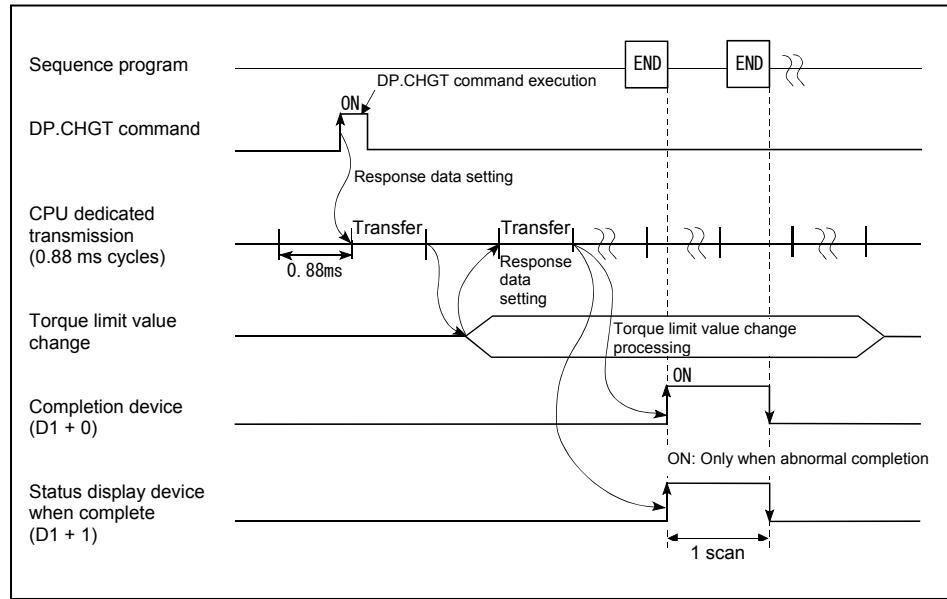 Sequence program
END
END
DP.CHGT command execution
ON
DP.CHGT command
Response data setting
CPU dedicated
transmission
(0.88 ms cycles)
Transfer
Transfer
0.88ms
Response
data
setting
Torque limit value
change
Torque limit value change
processing
ON
Completion device
(D1 + 0)
ON: Only when abnormal completion
Status display device
when complete
(D1 + 1)
1 scan